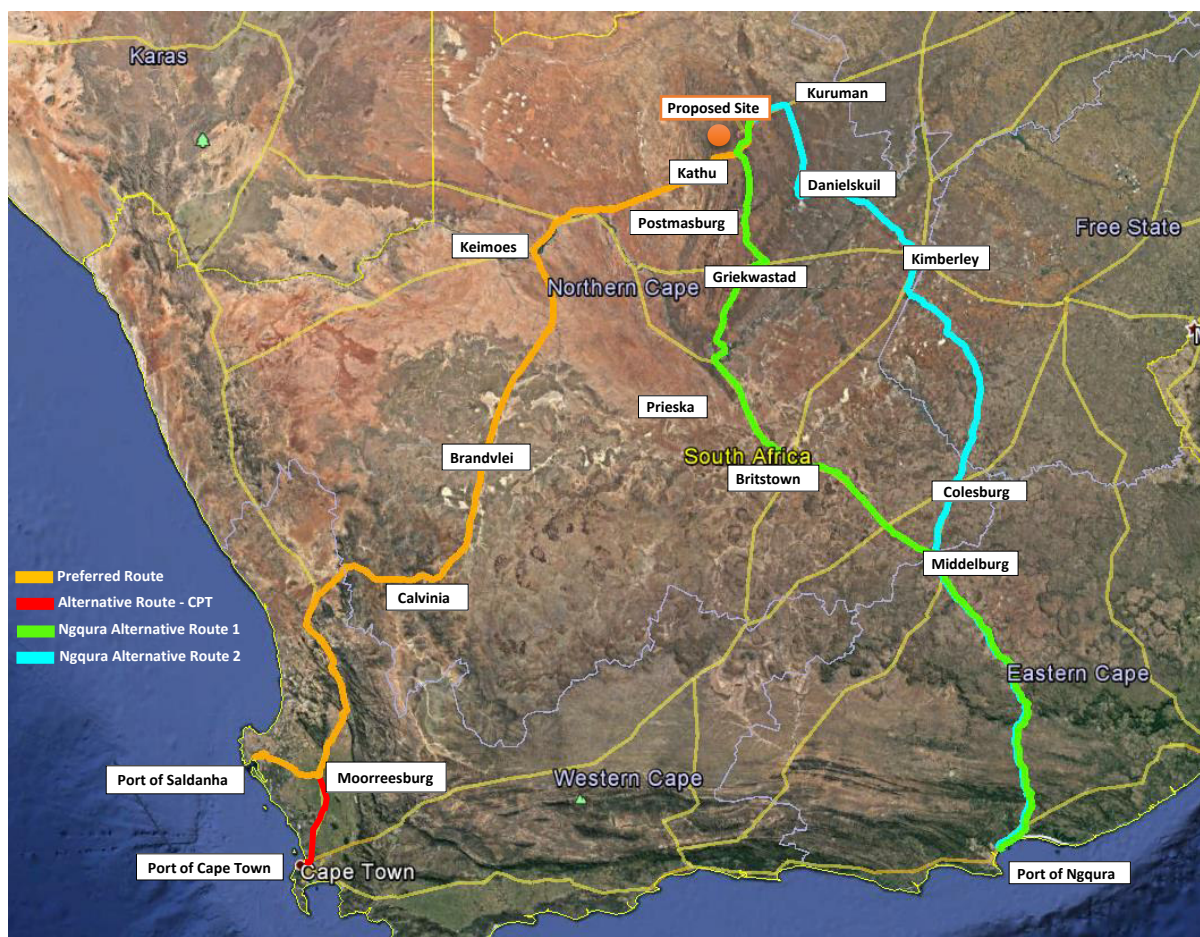 Karas
Kuruman
Proposed Site
Kathu
Danielskuil
Postmasburg
Free State
Keimoes
Kimberley
Griekwastad
Northern Cape
Prieska
Brandvlei
South Africa
Britstown
Colesburg
Middelburg
Preferred Route
Calvinia
Alternative Route - CPT
Ngqura Alternative Route 1
Ngqura Alternative Route 2
Eastern Cape
Port of Saldanha
Moorreesburg
Western Cape
Port of Cape Town
Cape Town
Port of Ngqura